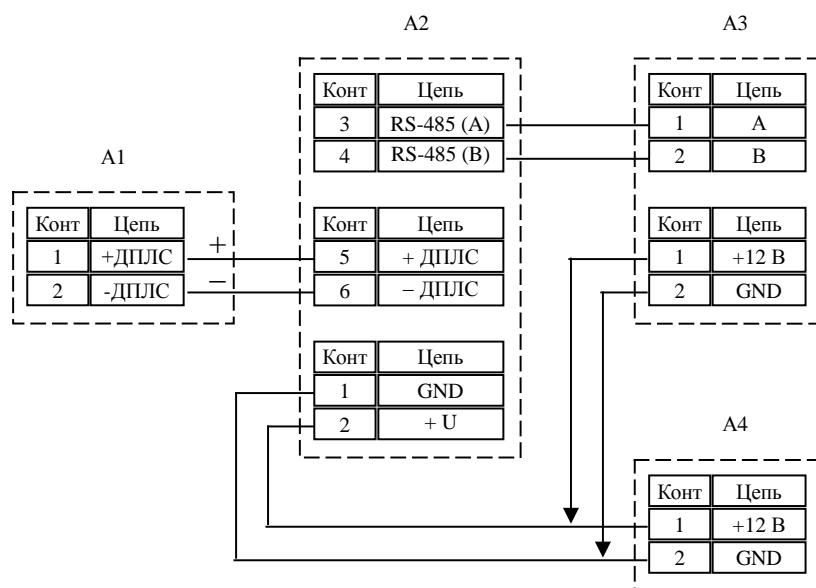 A2
A3
Конт Цепь
3 RS-485 (A)
4 RS-485 (B)
Конт Цепь
1 A
2 B
A1
Конт Цепь
1 +ДПЛС
2 -ДПЛС
+
–
Конт Цепь
5 + ДПЛС
6 – ДПЛС
Конт Цепь
1 +12 В
2 GND
Конт Цепь
1 GND
2 + U
A4
Конт Цепь
1 +12 В
2 GND